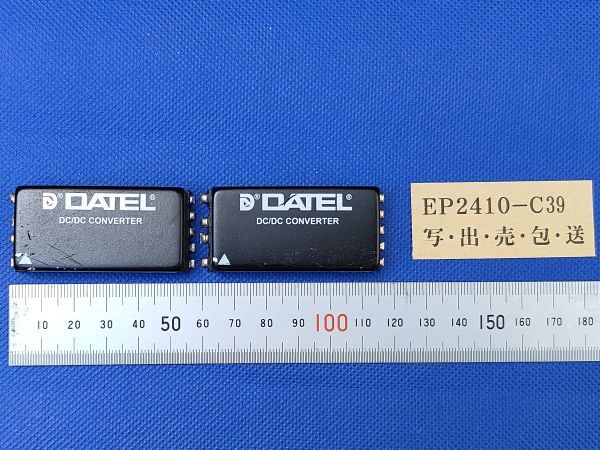 DATEL®
DC/DC CONVERTER
DATEL®
DC/DC CONVERTER
EP2410-C39
写・出・売・包・送
10 20 30 40 50 60 70 80 90 100 110 120 130 140 150 160 170 180